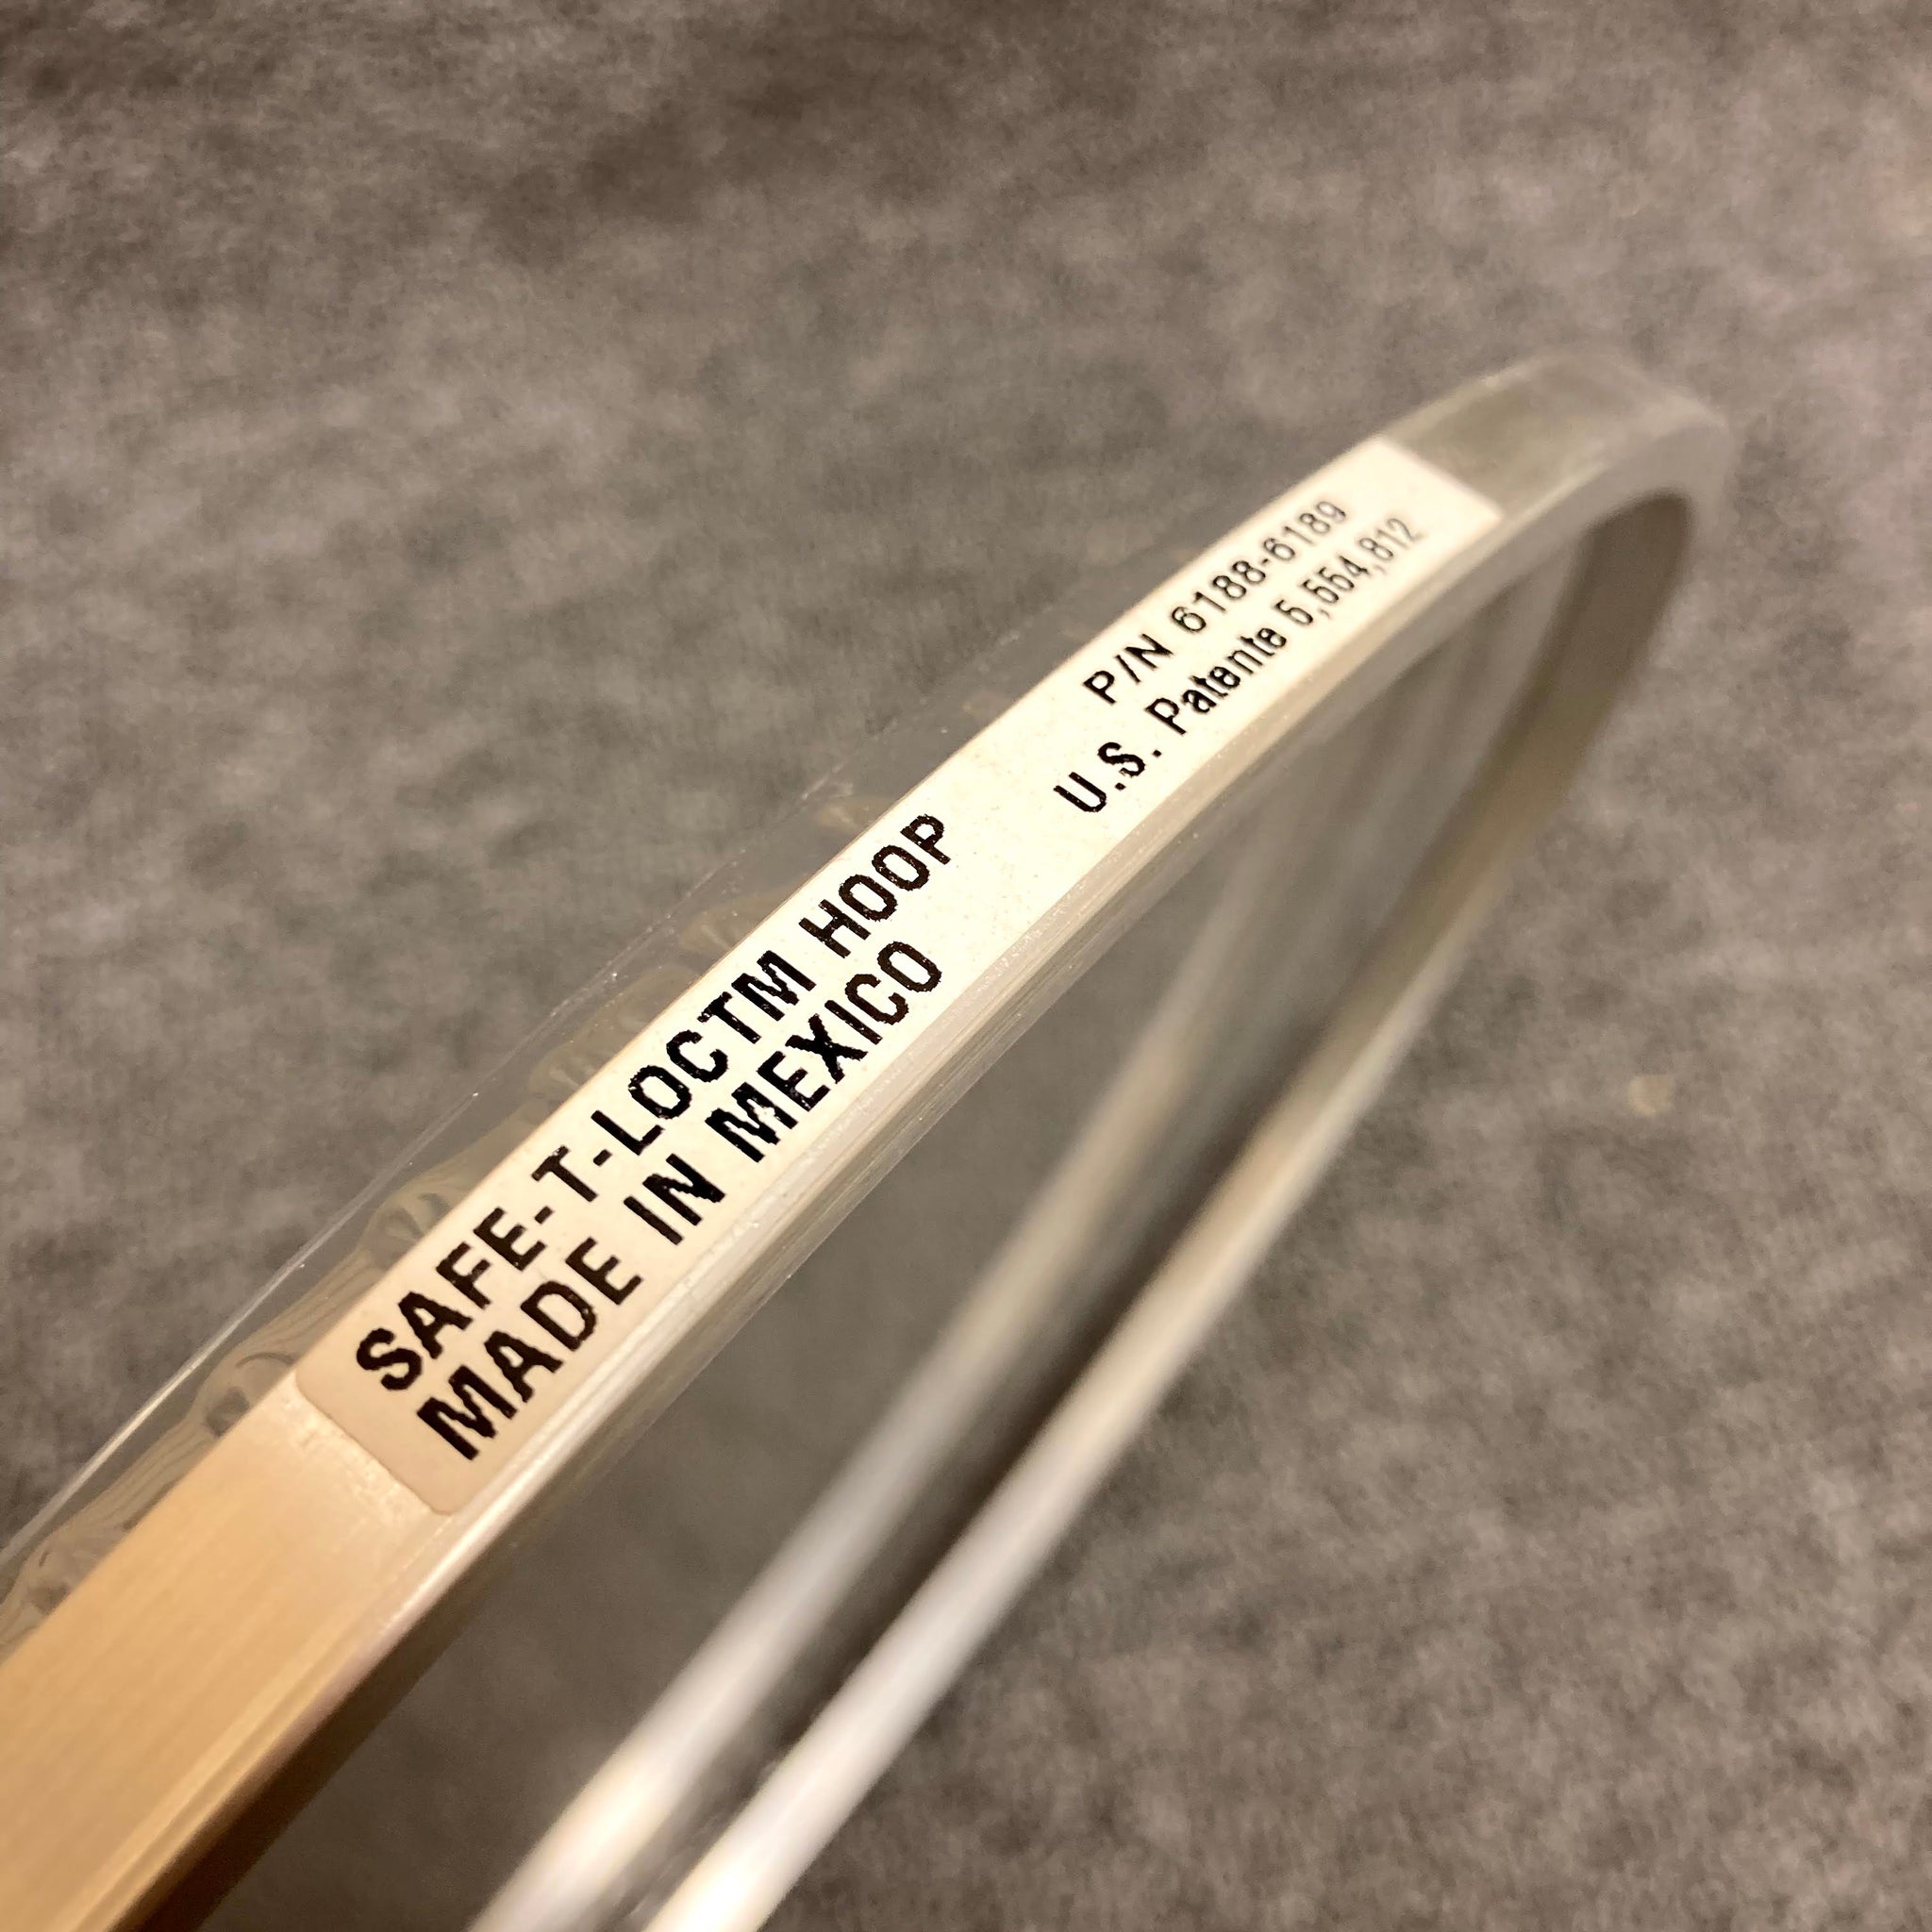 SAFE-T-LOCTM HOOP
MADE IN MEXICO
P/N 6188-6189
U.S. Patente 5,554,812